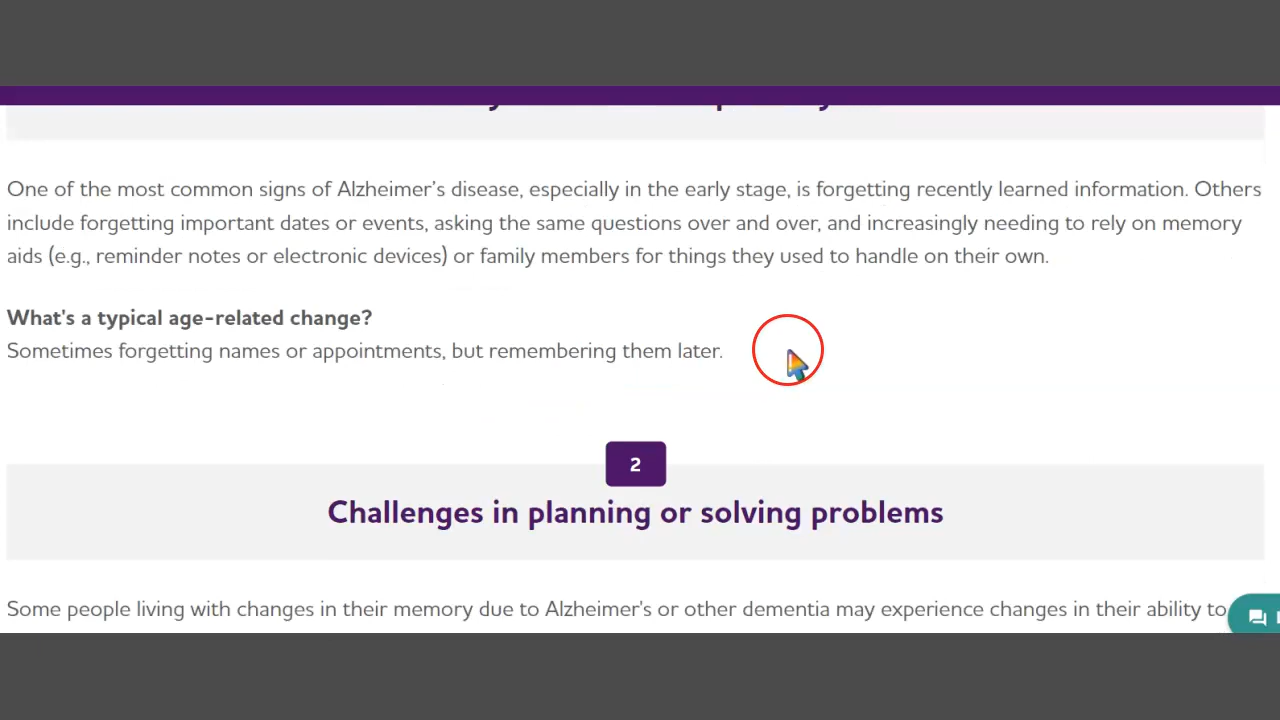 One of the most common signs of Alzheimer’s disease, especially in the early stage, is forgetting recently learned information. Others
include forgetting important dates or events, asking the same questions over and over, and increasingly needing to rely on memory
aids (e.g., reminder notes or electronic devices) or family members for things they used to handle on their own.
What's a typical age-related change?
Sometimes forgetting names or appointments, but remembering them later.
2
Challenges in planning or solving problems
Some people living with changes in their memory due to Alzheimer's or other dementia may experience changes in their ability to